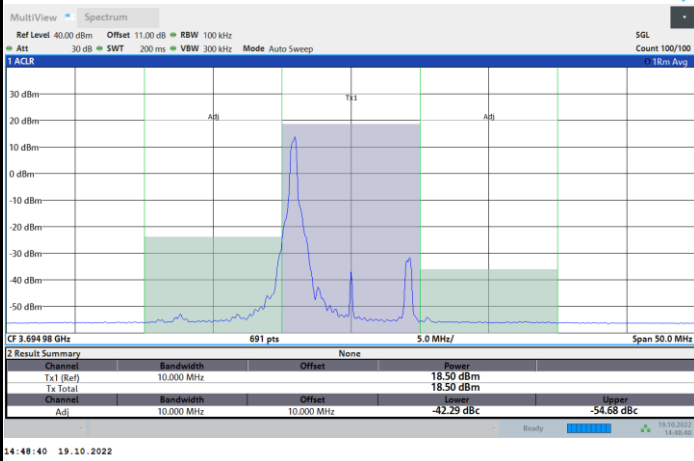 MultiView Spectrum
Ref Level 40.00 dBm Offset 11.00 dB RBW 100 kHz SGL
Att 30 dB SWT 200 ms VBW 300 kHz Mode Auto Sweep Count 100/100
1 ACLR 1Rm Avg
30 dBm
Tx1
20 dBm
Adj Adj
10 dBm
0 dBm
-10 dBm
-20 dBm
-30 dBm
-40 dBm
-50 dBm
CF 3.694 98 GHz 691 pts 5.0 MHz/ Span 50.0 MHz
2 Result Summary None
Channel Bandwidth Offset Power
Tx1 (Ref) 10.000 MHz 18.50 dBm
Tx Total 18.50 dBm
Channel Bandwidth Offset Lower Upper
Adj 10.000 MHz 10.000 MHz -42.29 dBc -54.68 dBc
Ready 19.10.2022
14:48:40
14:48:40 19.10.2022